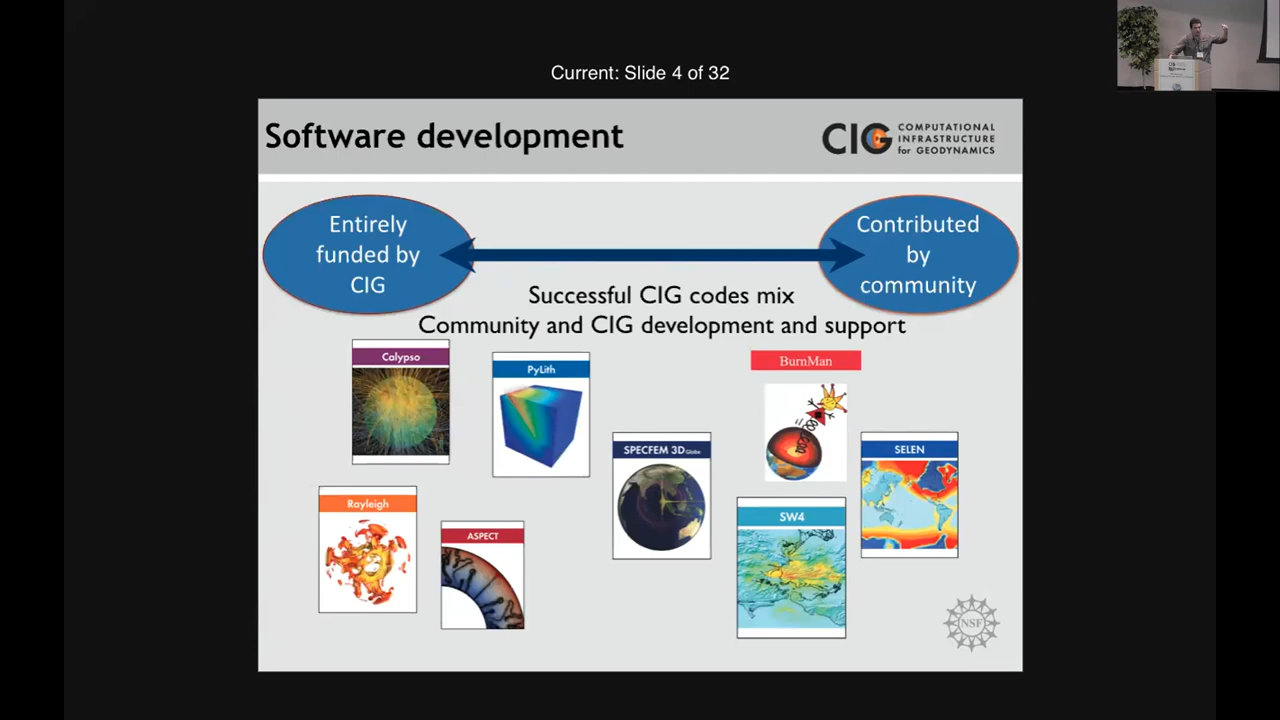 Current: Slide 4 of 32
Software development
CIG
COMPUTATIONAL
INFRASTRUCTURE
for GEODYNAMICS
Entirely
funded by
CIG
Contributed
by
community
Successful CIG codes mix
Community and CIG development and support
Calypso
PyLith
BurnMan
SPECFEM 3D Globe
SELEN
Rayleigh
ASPECT
SW4
NSF